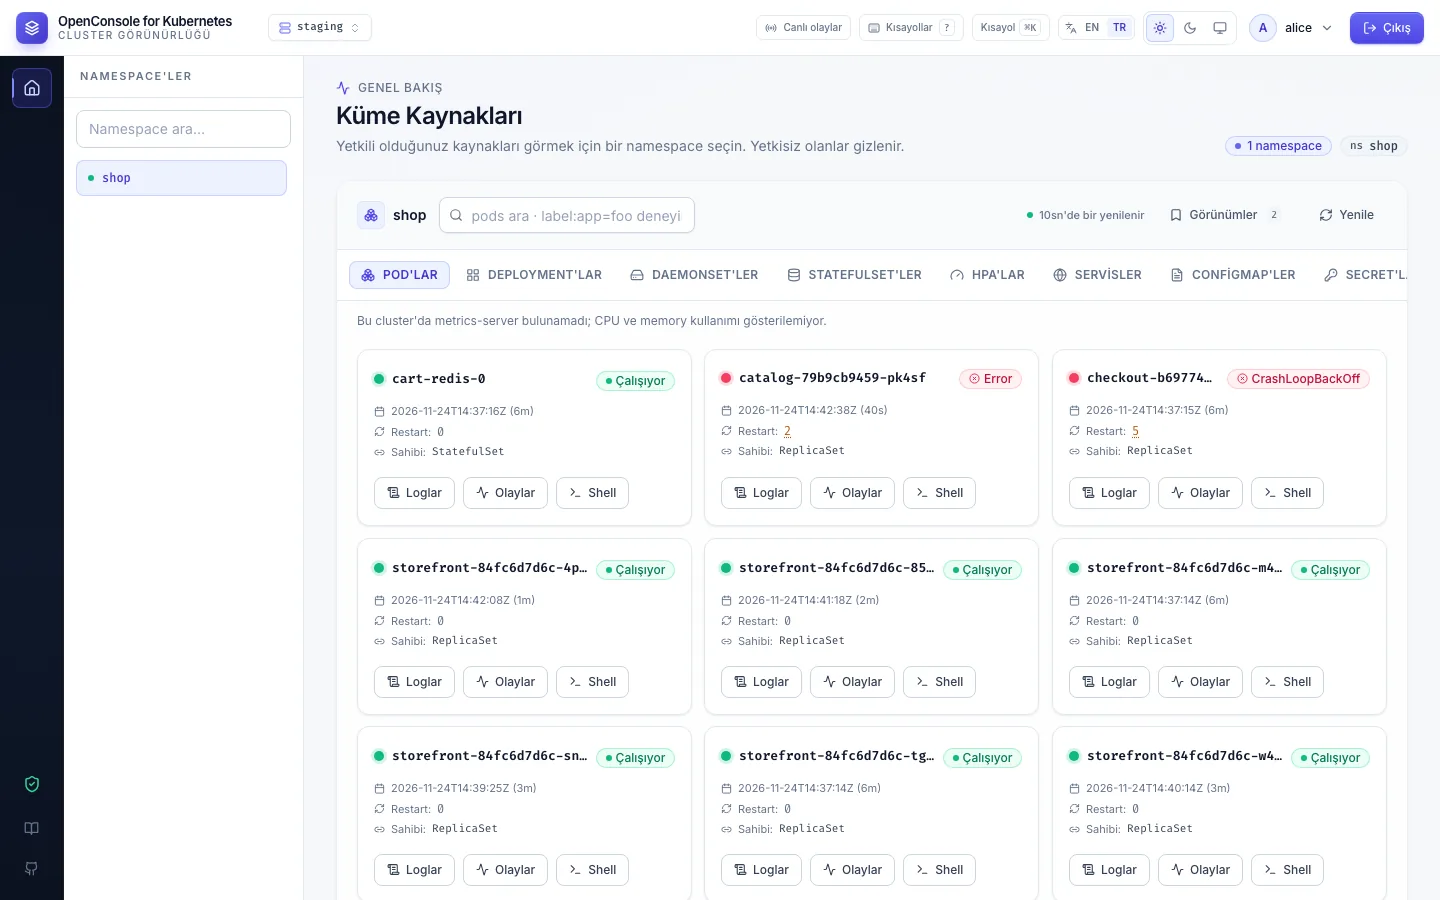 OpenConsole for Kubernetes
CLUSTER GÖRÜNÜRLÜĞÜ
staging
Canlı olaylar
Kısayollar ?
Kısayol ⌘K
EN TR
A alice
Çıkış
NAMESPACE'LER
Namespace ara...
shop
GENEL BAKIŞ
Küme Kaynakları
Yetkili olduğunuz kaynakları görmek için bir namespace seçin. Yetkisiz olanlar gizlenir.
1 namespace
ns shop
shop
pods ara · label:app=foo deneyi
10sn'de bir yenilenir
Görünümler 2
Yenile
POD'LAR
DEPLOYMENT'LAR
DAEMONSET'LER
STATEFULSET'LER
HPA'LAR
SERVİSLER
CONFİGMAP'LER
SECRET'L
Bu cluster'da metrics-server bulunamadı; CPU ve memory kullanımı gösterilemiyor.
cart-redis-0 Çalışıyor
2026-11-24T14:37:16Z (6m)
Restart: 0
Sahibi: StatefulSet
Loglar Olaylar Shell
catalog-79b9cb9459-pk4sf Error
2026-11-24T14:42:38Z (40s)
Restart: 2
Sahibi: ReplicaSet
Loglar Olaylar Shell
checkout-b69774… CrashLoopBackOff
2026-11-24T14:37:15Z (6m)
Restart: 5
Sahibi: ReplicaSet
Loglar Olaylar Shell
storefront-84fc6d7d6c-4p… Çalışıyor
2026-11-24T14:42:08Z (1m)
Restart: 0
Sahibi: ReplicaSet
Loglar Olaylar Shell
storefront-84fc6d7d6c-85… Çalışıyor
2026-11-24T14:41:18Z (2m)
Restart: 0
Sahibi: ReplicaSet
Loglar Olaylar Shell
storefront-84fc6d7d6c-m4… Çalışıyor
2026-11-24T14:37:14Z (6m)
Restart: 0
Sahibi: ReplicaSet
Loglar Olaylar Shell
storefront-84fc6d7d6c-sn… Çalışıyor
2026-11-24T14:39:25Z (3m)
Restart: 0
Sahibi: ReplicaSet
Loglar Olaylar Shell
storefront-84fc6d7d6c-tg… Çalışıyor
2026-11-24T14:37:14Z (6m)
Restart: 0
Sahibi: ReplicaSet
Loglar Olaylar Shell
storefront-84fc6d7d6c-w4… Çalışıyor
2026-11-24T14:40:14Z (3m)
Restart: 0
Sahibi: ReplicaSet
Loglar Olaylar Shell